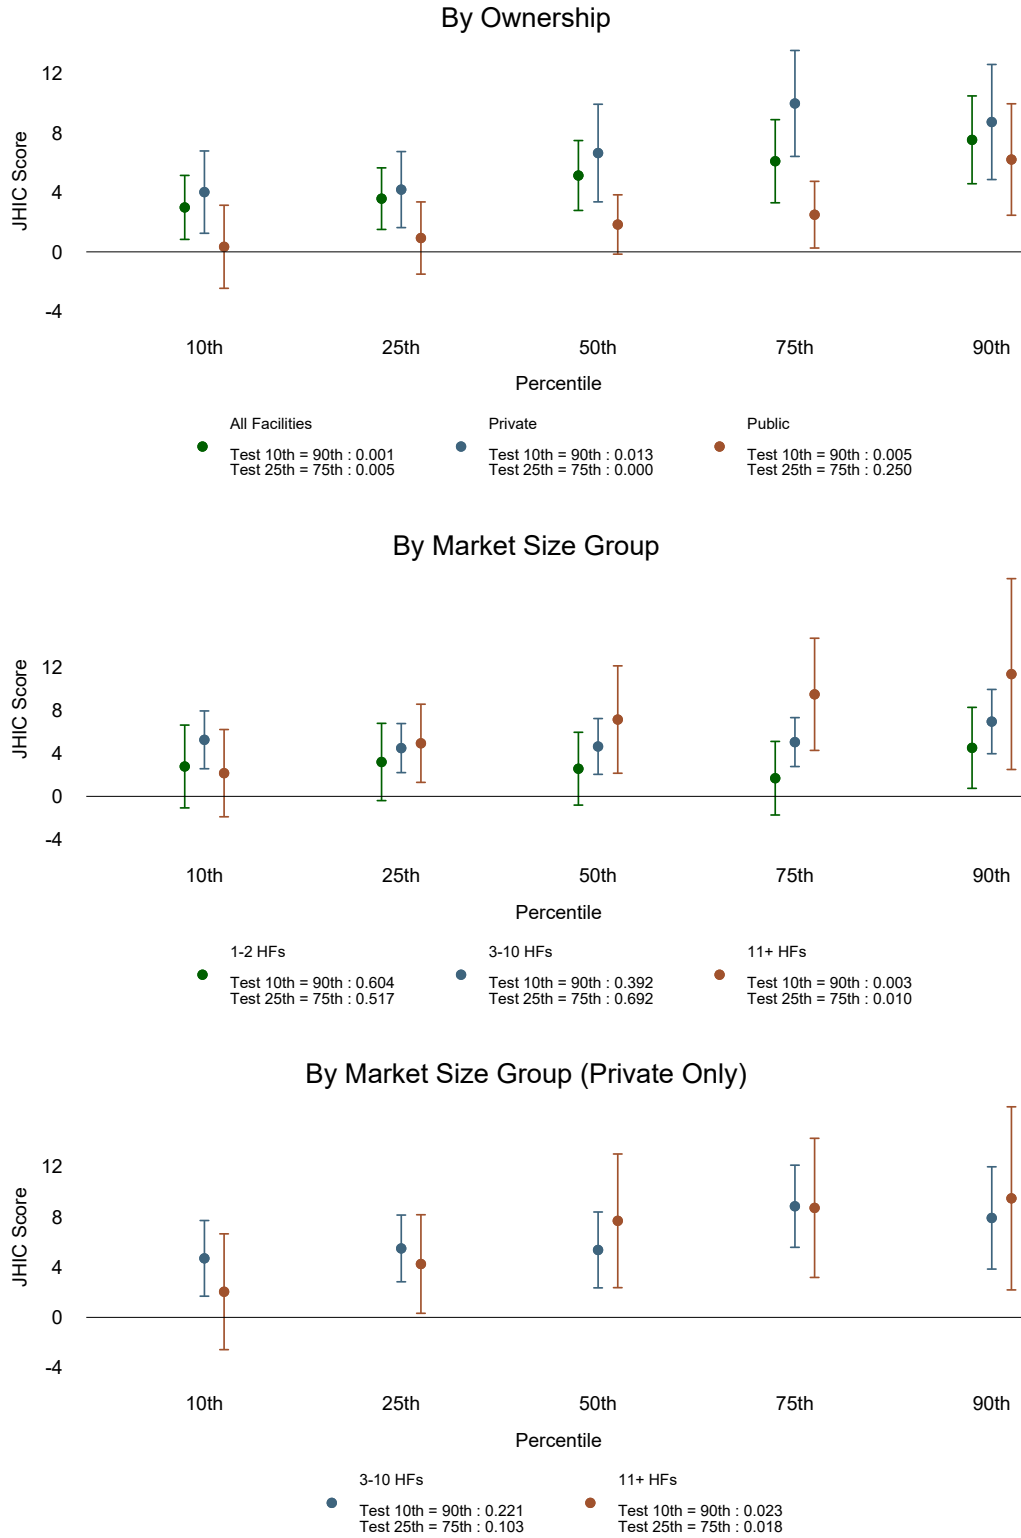 By Ownership
JHIC Score
12
8
4
0
-4
10th 25th 50th 75th 90th
Percentile
All Facilities Private Public
Test 10th = 90th : 0.001 Test 10th = 90th : 0.013 Test 10th = 90th : 0.005
Test 25th = 75th : 0.005 Test 25th = 75th : 0.000 Test 25th = 75th : 0.250
By Market Size Group
JHIC Score
12
8
4
0
-4
10th 25th 50th 75th 90th
Percentile
1-2 HFs 3-10 HFs 11+ HFs
Test 10th = 90th : 0.604 Test 10th = 90th : 0.392 Test 10th = 90th : 0.003
Test 25th = 75th : 0.517 Test 25th = 75th : 0.692 Test 25th = 75th : 0.010
By Market Size Group (Private Only)
JHIC Score
12
8
4
0
-4
10th 25th 50th 75th 90th
Percentile
3-10 HFs 11+ HFs
Test 10th = 90th : 0.221 Test 10th = 90th : 0.023
Test 25th = 75th : 0.103 Test 25th = 75th : 0.018